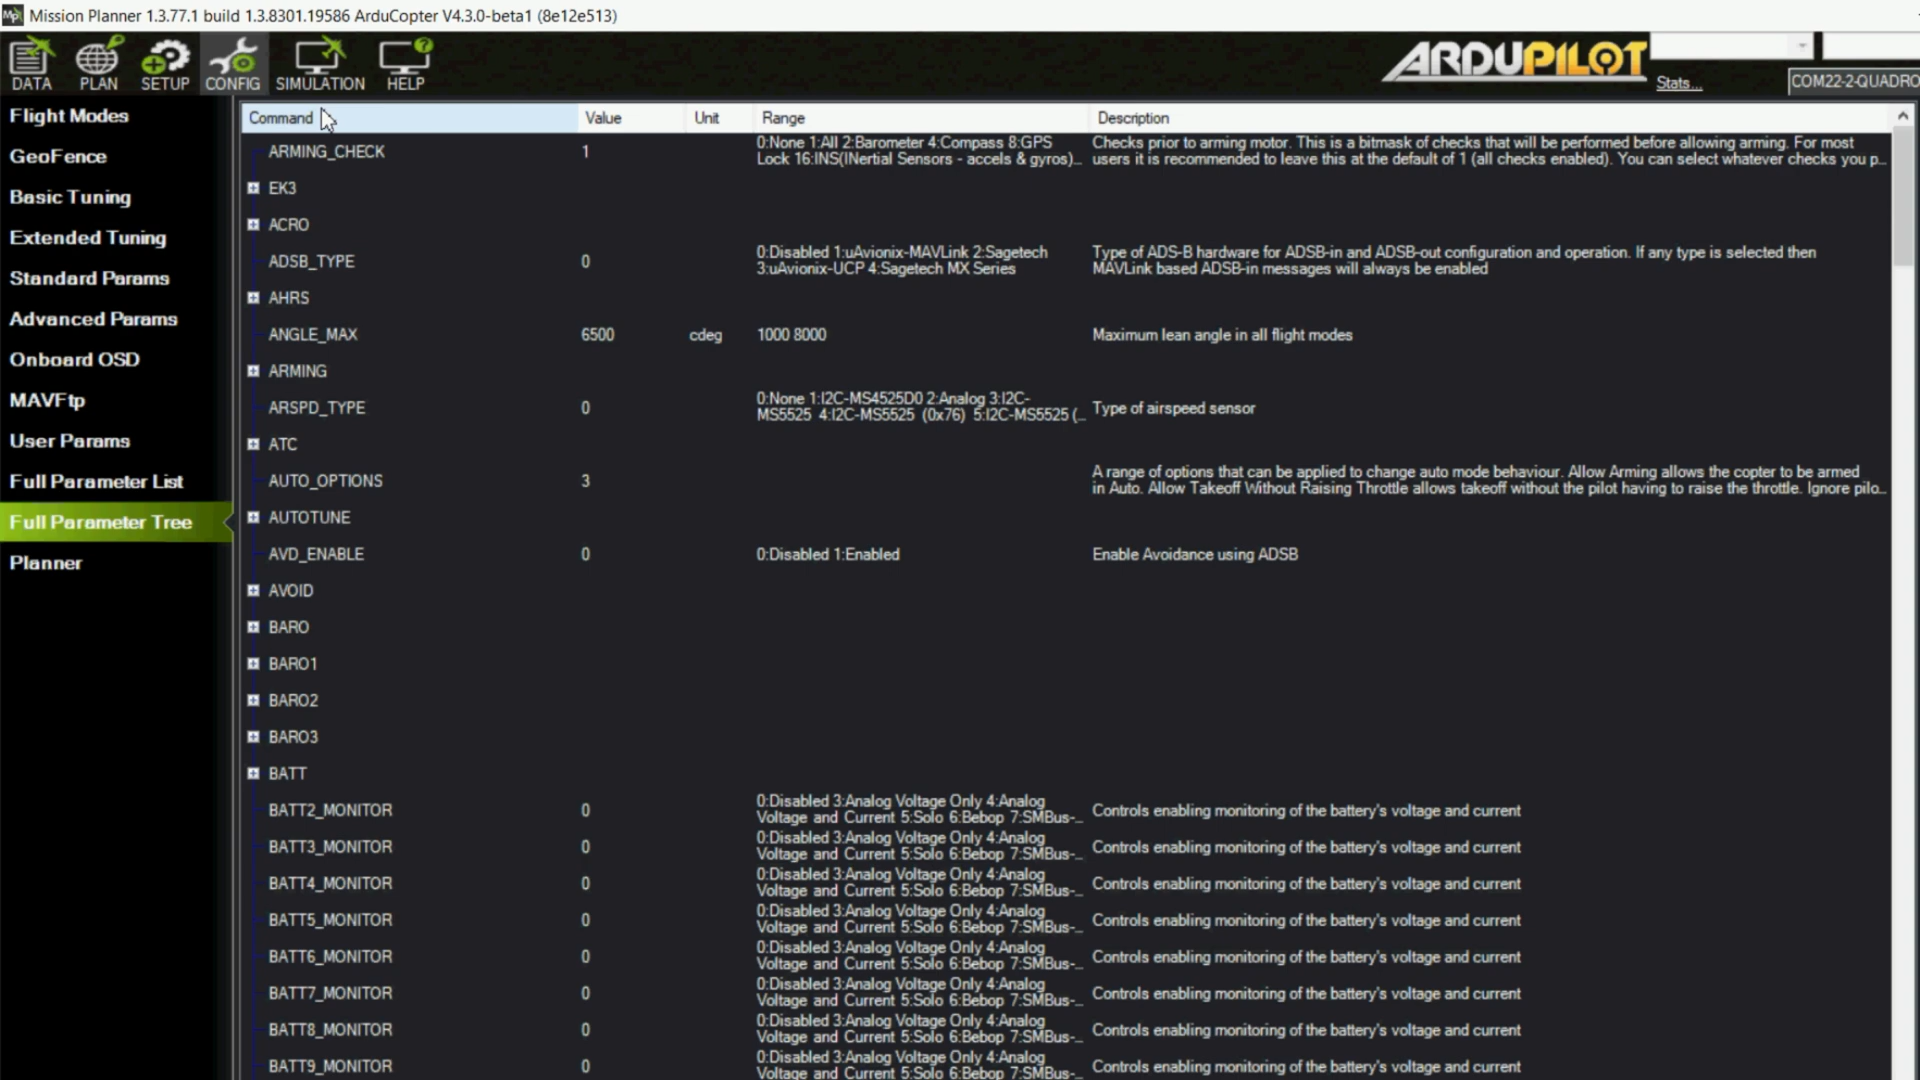 Mission Planner 1.3.77.1 build 1.3.8301.19586 ArduCopter V4.3.0-beta1 (8e12e513)
DATA PLAN SETUP CONFIG SIMULATION HELP
ARDUPILOT
Stats...
COM22-2-QUADRO
Flight Modes
GeoFence
Basic Tuning
Extended Tuning
Standard Params
Advanced Params
Onboard OSD
MAVFtp
User Params
Full Parameter List
Full Parameter Tree
Planner
Command Value Unit Range Description
ARMING_CHECK 1 0:None 1:All 2:Barometer 4:Compass 8:GPS Checks prior to arming motor. This is a bitmask of checks that will be performed before allowing arming. For most
Lock 16:INS(INertial Sensors - accels & gyros)... users it is recommended to leave this at the default of 1 (all checks enabled). You can select whatever checks you p...
EK3
ACRO
ADSB_TYPE 0 0:Disabled 1:uAvionix-MAVLink 2:Sagetech Type of ADS-B hardware for ADSB-in and ADSB-out configuration and operation. If any type is selected then
3:uAvionix-UCP 4:Sagetech MX Series MAVLink based ADSB-in messages will always be enabled
AHRS
ANGLE_MAX 6500 cdeg 1000 8000 Maximum lean angle in all flight modes
ARMING
ARSPD_TYPE 0 0:None 1:I2C-MS4525D0 2:Analog 3:I2C- Type of airspeed sensor
MS5525 4:I2C-MS5525 (0x76) 5:I2C-MS5525 (...
ATC
AUTO_OPTIONS 3 A range of options that can be applied to change auto mode behaviour. Allow Arming allows the copter to be armed
in Auto. Allow Takeoff Without Raising Throttle allows takeoff without the pilot having to raise the throttle. Ignore pilo...
AUTOTUNE
AVD_ENABLE 0 0:Disabled 1:Enabled Enable Avoidance using ADSB
AVOID
BARO
BARO1
BARO2
BARO3
BATT
BATT2_MONITOR 0 0:Disabled 3:Analog Voltage Only 4:Analog Controls enabling monitoring of the battery's voltage and current
Voltage and Current 5:Solo 6:Bebop 7:SMBus-...
BATT3_MONITOR 0 0:Disabled 3:Analog Voltage Only 4:Analog Controls enabling monitoring of the battery's voltage and current
Voltage and Current 5:Solo 6:Bebop 7:SMBus-...
BATT4_MONITOR 0 0:Disabled 3:Analog Voltage Only 4:Analog Controls enabling monitoring of the battery's voltage and current
Voltage and Current 5:Solo 6:Bebop 7:SMBus-...
BATT5_MONITOR 0 0:Disabled 3:Analog Voltage Only 4:Analog Controls enabling monitoring of the battery's voltage and current
Voltage and Current 5:Solo 6:Bebop 7:SMBus-...
BATT6_MONITOR 0 0:Disabled 3:Analog Voltage Only 4:Analog Controls enabling monitoring of the battery's voltage and current
Voltage and Current 5:Solo 6:Bebop 7:SMBus-...
BATT7_MONITOR 0 0:Disabled 3:Analog Voltage Only 4:Analog Controls enabling monitoring of the battery's voltage and current
Voltage and Current 5:Solo 6:Bebop 7:SMBus-...
BATT8_MONITOR 0 0:Disabled 3:Analog Voltage Only 4:Analog Controls enabling monitoring of the battery's voltage and current
Voltage and Current 5:Solo 6:Bebop 7:SMBus-...
BATT9_MONITOR 0 0:Disabled 3:Analog Voltage Only 4:Analog Controls enabling monitoring of the battery's voltage and current
Voltage and Current 5:Solo 6:Bebop 7:SMBus-...